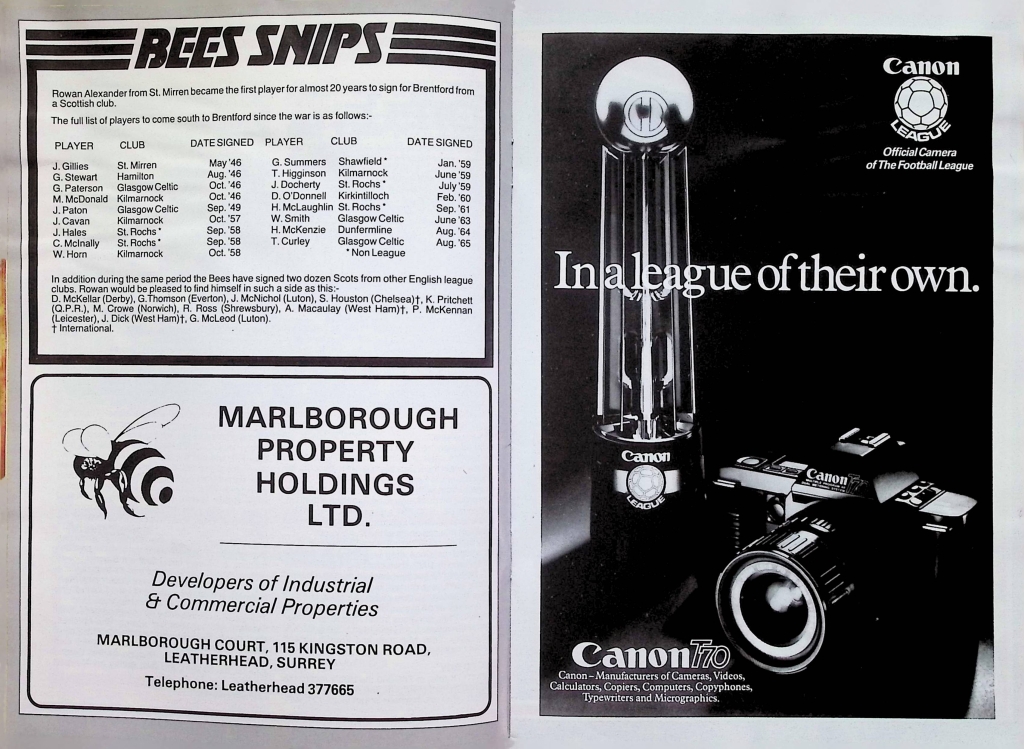 BEES SNIPS
Rowan Alexander from St. Mirren became the first player for almost 20 years to sign for Brentford from
a Scottish club.
The full list of players to come south to Brentford since the war is as follows:-
PLAYER CLUB DATE SIGNED PLAYER CLUB DATE SIGNED
J. Gillies St. Mirren May '46 G. Summers Shawfield * Jan. '59
G. Stewart Hamilton Aug. '46 T. Higginson Kilmarnock June '59
G. Paterson Glasgow Celtic Oct. '46 J. Docherty St. Rochs * July '59
M. McDonald Kilmarnock Oct. '46 D. O'Donnell Kirkintilloch Feb. '60
J. Paton Glasgow Celtic Sep. '49 H. McLaughlin St. Rochs * Sep. '61
J. Cavan Kilmarnock Oct. '57 W. Smith Glasgow Celtic June '63
J. Hales St. Rochs * Sep. '58 H. McKenzie Dunfermline Aug. '64
C. McInally St. Rochs * Sep. '58 T. Curley Glasgow Celtic Aug. '65
W. Horn Kilmarnock Oct. '58 * Non League
In addition during the same period the Bees have signed two dozen Scots from other English league
clubs. Rowan would be pleased to find himself in such a side as this:-
D. McKellar (Derby), G.Thomson (Everton), J. McNichol (Luton), S. Houston (Chelsea)†, K. Pritchett
(Q.P.R.), M. Crowe (Norwich), R. Ross (Shrewsbury), A. Macaulay (West Ham)†, P. McKennan
(Leicester), J. Dick (West Ham)†, G. McLeod (Luton).
† International.
MARLBOROUGH
PROPERTY
HOLDINGS
LTD.
Developers of Industrial
& Commercial Properties
MARLBOROUGH COURT, 115 KINGSTON ROAD,
LEATHERHEAD, SURREY
Telephone: Leatherhead 377665
Canon
LEAGUE
Official Camera
of The Football League
In a league of their own.
Canon
LEAGUE
Canon
Canon T70
Canon – Manufacturers of Cameras, Videos,
Calculators, Copiers, Computers, Copyphones,
Typewriters and Micrographics.